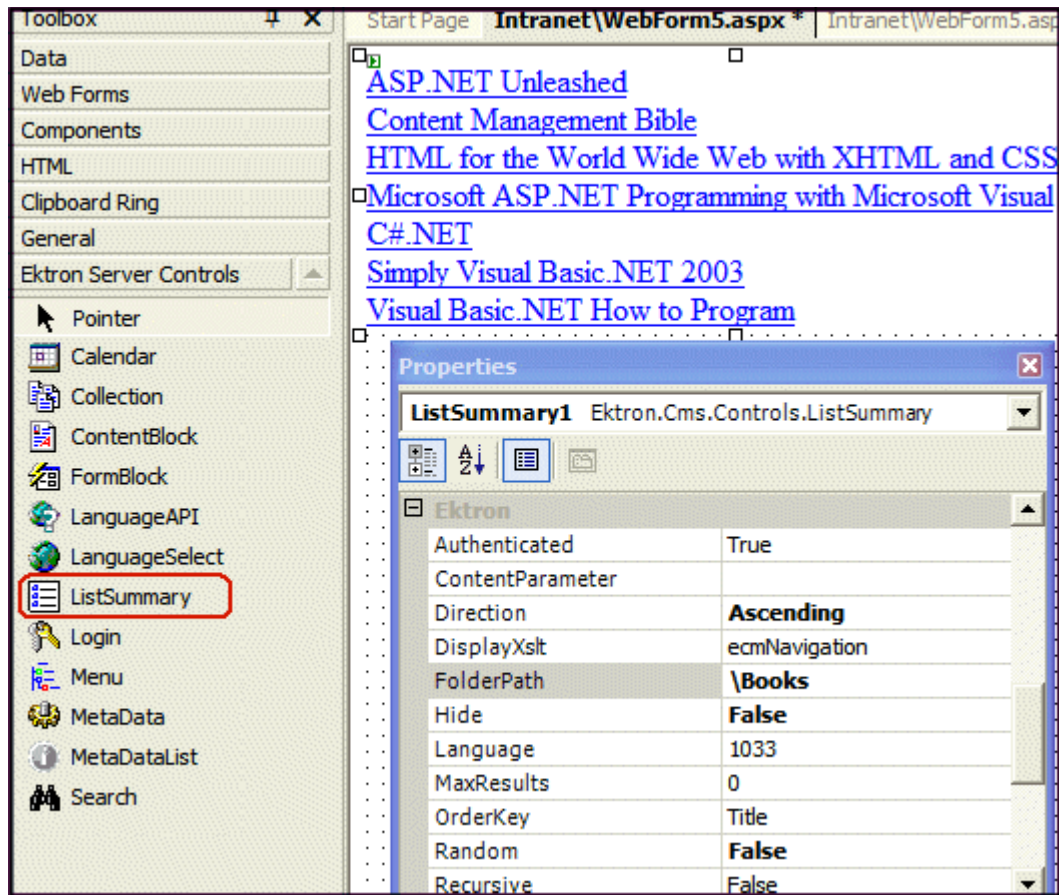 Toolbox
Start Page Intranet\WebForm5.aspx * Intranet\WebForm5.asp
Data
Web Forms
Components
HTML
Clipboard Ring
General
Ektron Server Controls
Pointer
Calendar
Collection
ContentBlock
FormBlock
LanguageAPI
LanguageSelect
ListSummary
Login
Menu
MetaData
MetaDataList
Search
ASP.NET Unleashed
Content Management Bible
HTML for the World Wide Web with XHTML and CSS
Microsoft ASP.NET Programming with Microsoft Visual
C#.NET
Simply Visual Basic.NET 2003
Visual Basic.NET How to Program
Properties
ListSummary1 Ektron.Cms.Controls.ListSummary
Ektron
Authenticated True
ContentParameter
Direction Ascending
DisplayXslt ecmNavigation
FolderPath \Books
Hide False
Language 1033
MaxResults 0
OrderKey Title
Random False
Recursive False